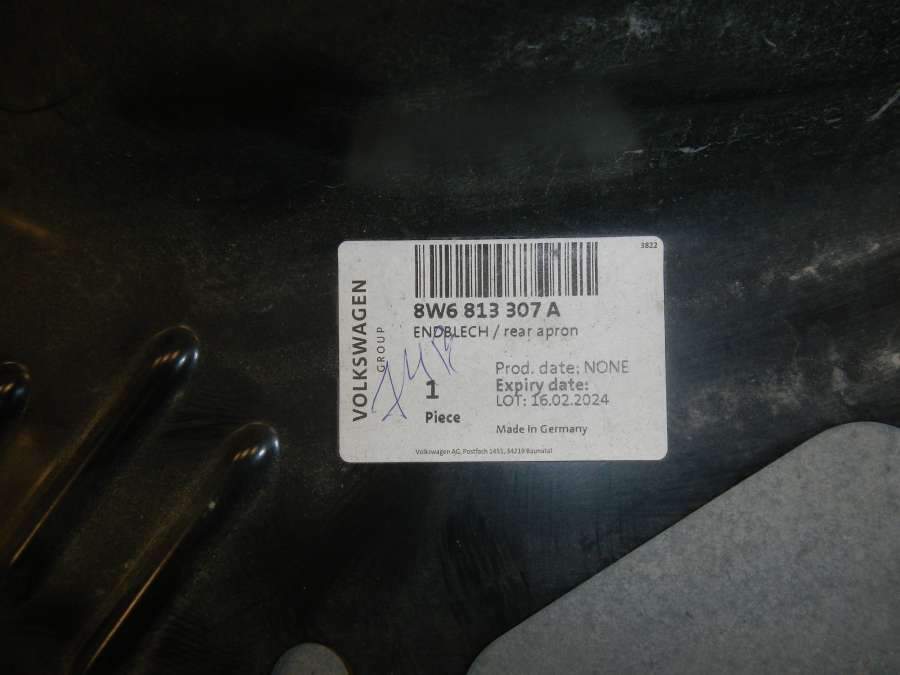 3822
VOLKSWAGEN
GROUP
8W6 813 307 A
ENDBLECH / rear apron
1
Piece
Prod. date: NONE
Expiry date:
LOT: 16.02.2024
Made in Germany
Volkswagen AG, Postfach 1451, 34219 Baunatal